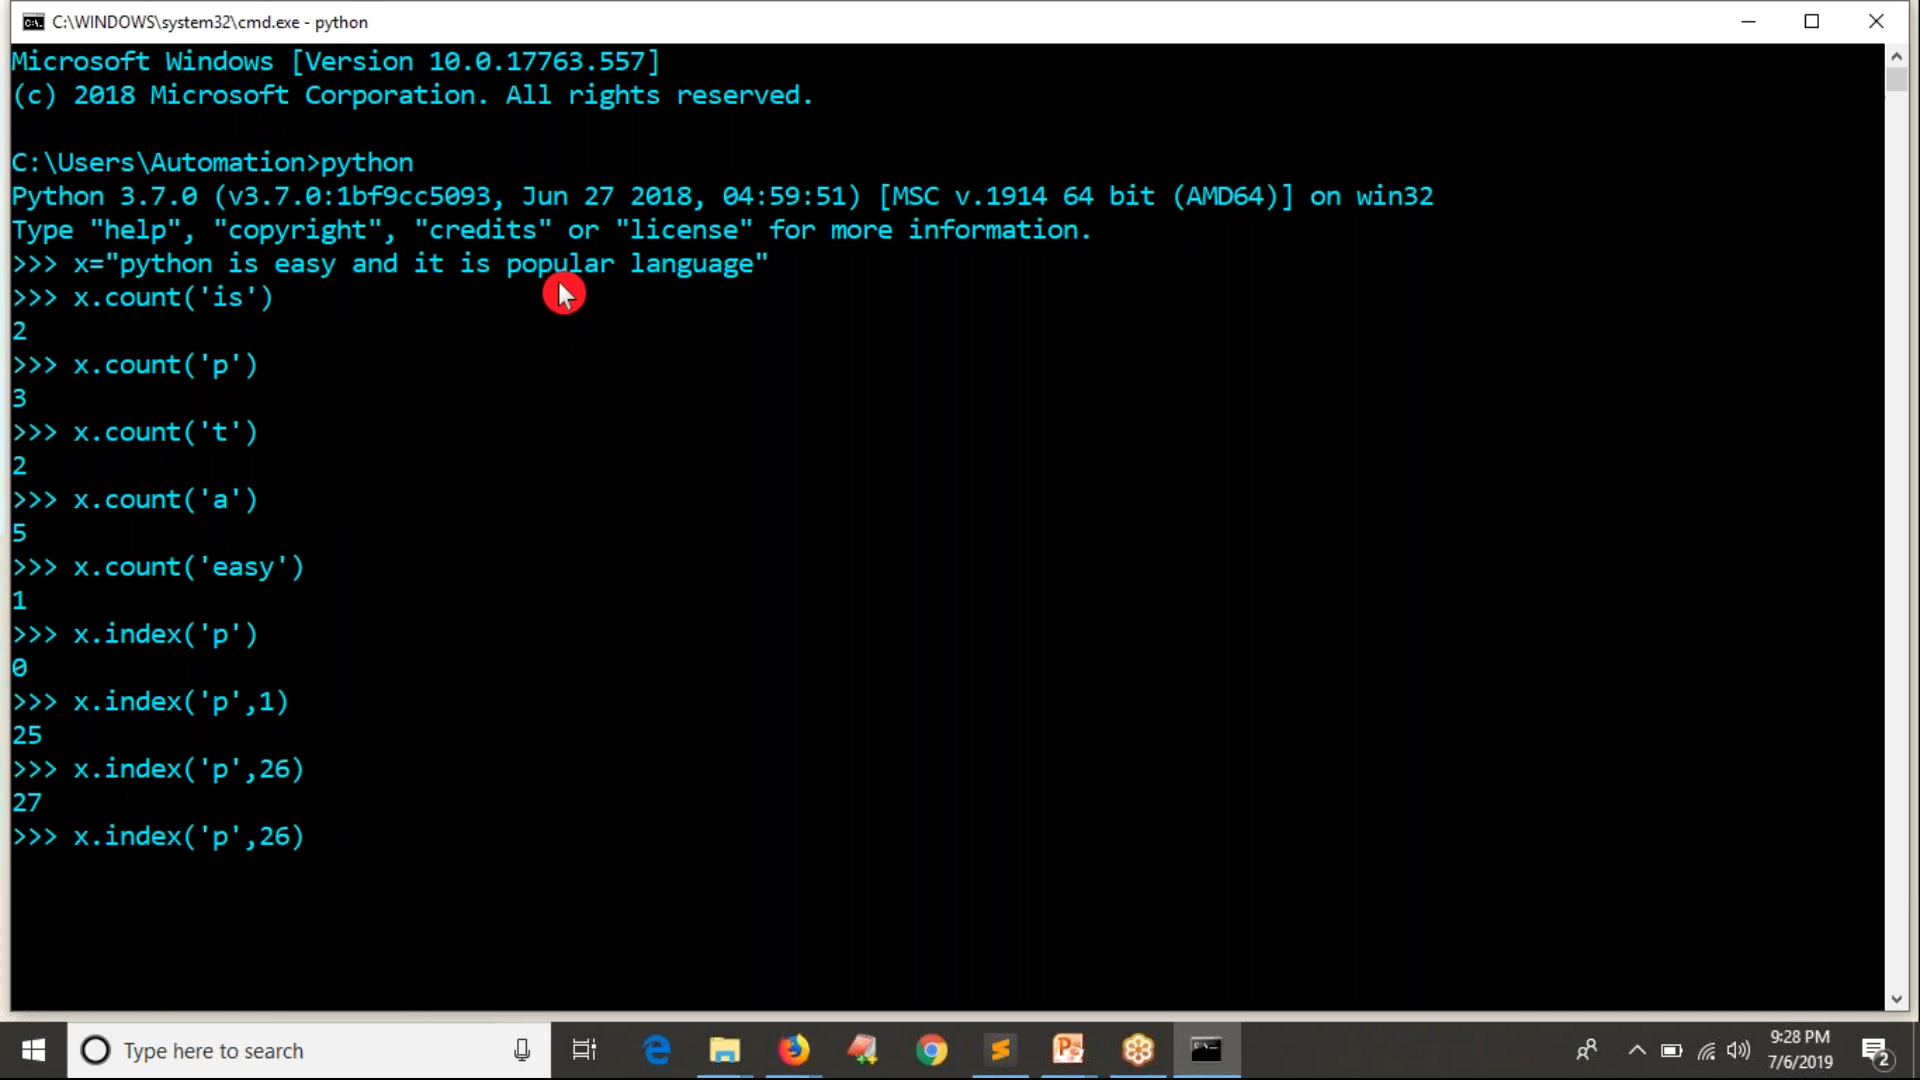 C:\WINDOWS\system32\cmd.exe - python
Microsoft Windows [Version 10.0.17763.557]
(c) 2018 Microsoft Corporation. All rights reserved.
C:\Users\Automation>python
Python 3.7.0 (v3.7.0:1bf9cc5093, Jun 27 2018, 04:59:51) [MSC v.1914 64 bit (AMD64)] on win32
Type "help", "copyright", "credits" or "license" for more information.
>>> x="python is easy and it is popular language"
>>> x.count('is')
2
>>> x.count('p')
3
>>> x.count('t')
2
>>> x.count('a')
5
>>> x.count('easy')
1
>>> x.index('p')
0
>>> x.index('p',1)
25
>>> x.index('p',26)
27
>>> x.index('p',26)
Type here to search
9:28 PM
7/6/2019
2